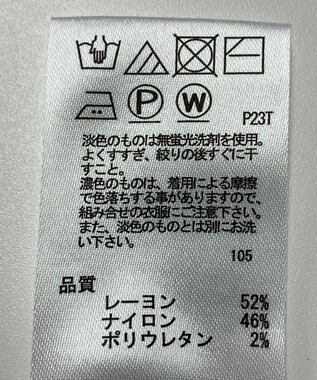 P W
P23T
淡色のものは無蛍光洗剤を使用。
よくすすぎ、絞りの後すぐに干
すこと。
濃色のものは、着用による摩擦
で色落ちする事がありますので、
組み合せの衣服にご注意下さい。
また、淡色のものとは別にお洗
い下さい。
105
品質
レーヨン 52%
ナイロン 46%
ポリウレタン 2%